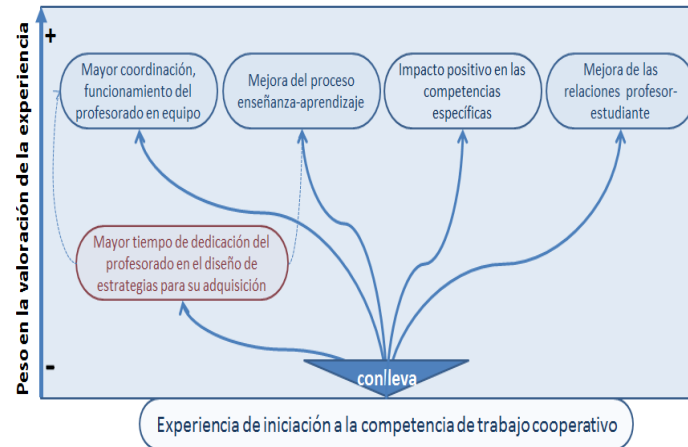 Peso en la valoración de la experiencia
+
-
Mayor coordinación,
funcionamiento del
profesorado en equipo
Mejora del proceso
enseñanza-aprendizaje
Impacto positivo en las
competencias
específicas
Mejora de las
relaciones profesor-
estudiante
Mayor tiempo de dedicación del
profesorado en el diseño de
estrategias para su adquisición
conlleva
Experiencia de iniciación a la competencia de trabajo cooperativo